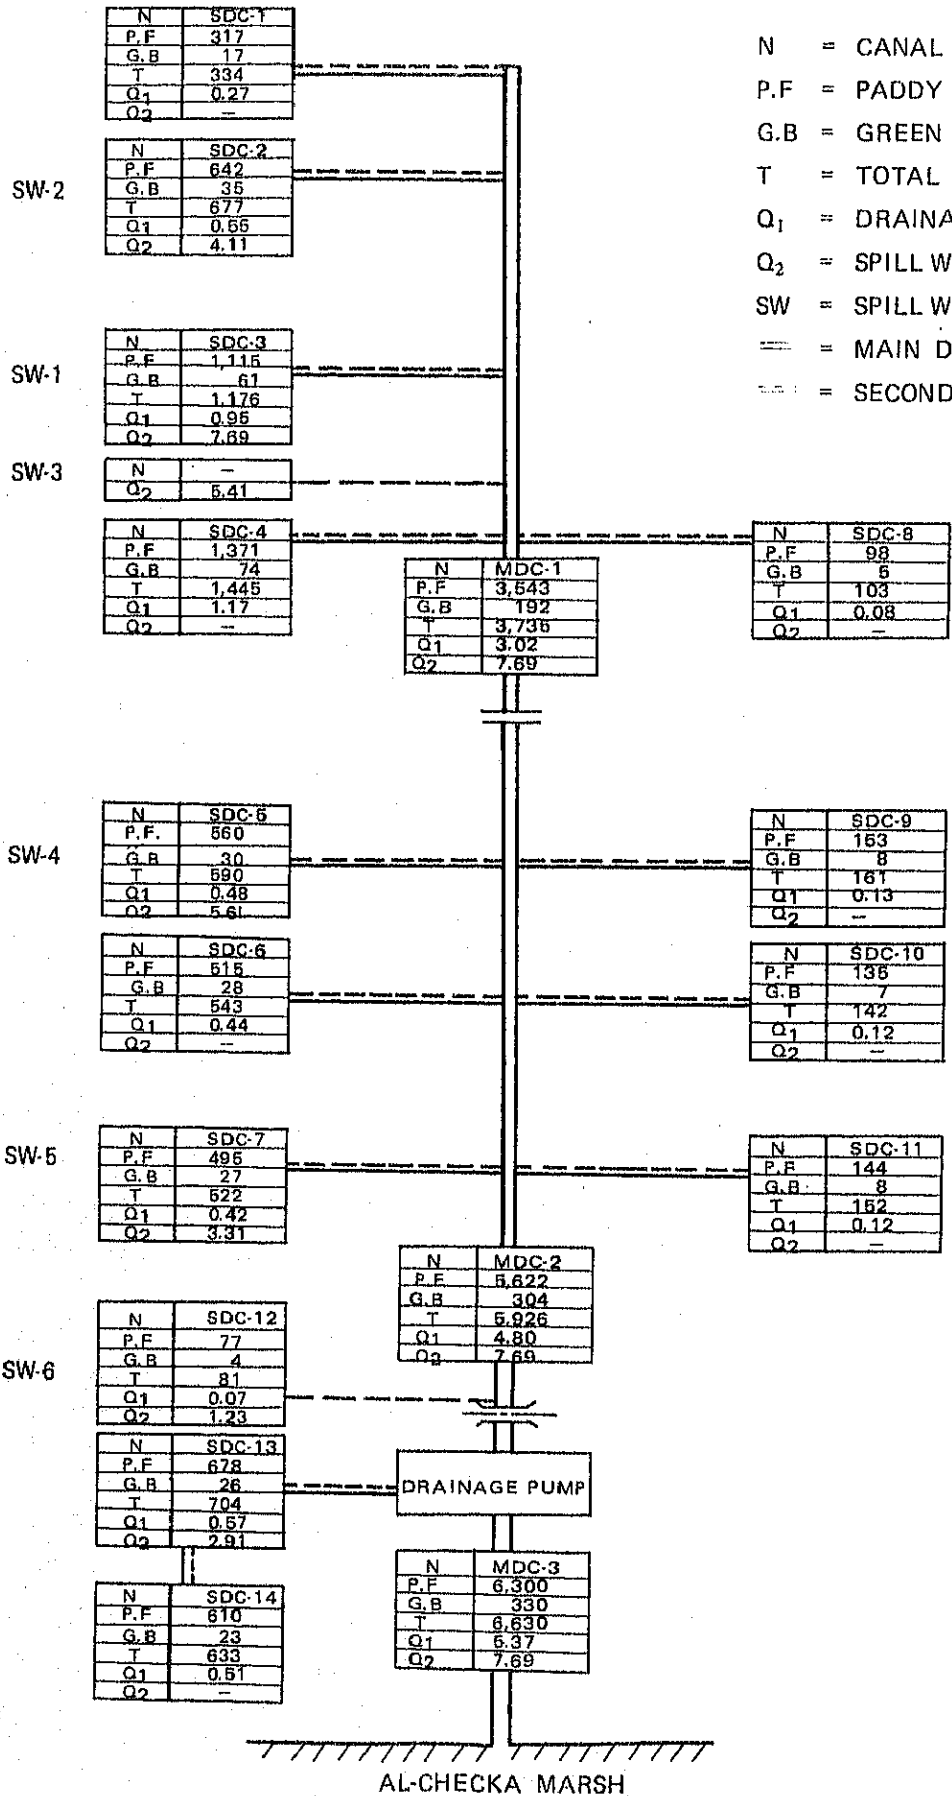 N SDC-1
P.F 317
G.B 17
T 334
Q1 0.27
Q2 –
N = CANAL
P.F = PADDY
G.B = GREEN
T = TOTAL
Q1 = DRAINA
Q2 = SPILL W
SW = SPILL W
= MAIN D
= SECOND
SW-2
N SDC-2
P.F 642
G.B 35
T 677
Q1 0.55
Q2 4.11
SW-1
N SDC-3
P.F 1,115
G.B 61
T 1,176
Q1 0.95
Q2 7.69
SW-3
N –
Q2 5.41
N SDC-4
P.F 1,371
G.B 74
T 1,445
Q1 1.17
Q2 –
N MDC-1
P.F 3,543
G.B 192
T 3,735
Q1 3.02
Q2 7.69
N SDC-8
P.F 98
G.B 5
T 103
Q1 0.08
Q2 –
SW-4
N SDC-5
P.F. 560
G.B 30
T 590
Q1 0.48
Q2 5.61
N SDC-9
P.F 153
G.B 8
T 161
Q1 0.13
Q2 –
N SDC-6
P.F 515
G.B 28
T 543
Q1 0.44
Q2 –
N SDC-10
P.F 135
G.B 7
T 142
Q1 0.12
Q2 –
SW-5
N SDC-7
P.F 495
G.B 27
T 522
Q1 0.42
Q2 3.31
N SDC-11
P.F 144
G.B 8
T 152
Q1 0.12
Q2 –
N MDC-2
P.F 5,622
G.B 304
T 5,926
Q1 4.80
Q2 7.69
SW-6
N SDC-12
P.F 77
G.B 4
T 81
Q1 0.07
Q2 1.23
N SDC-13
P.F 678
G.B 26
T 704
Q1 0.57
Q2 2.91
DRAINAGE PUMP
N SDC-14
P.F 610
G.B 23
T 633
Q1 0.51
Q2 –
N MDC-3
P.F 6,300
G.B 330
T 6,630
Q1 5.37
Q2 7.69
AL-CHECKA MARSH